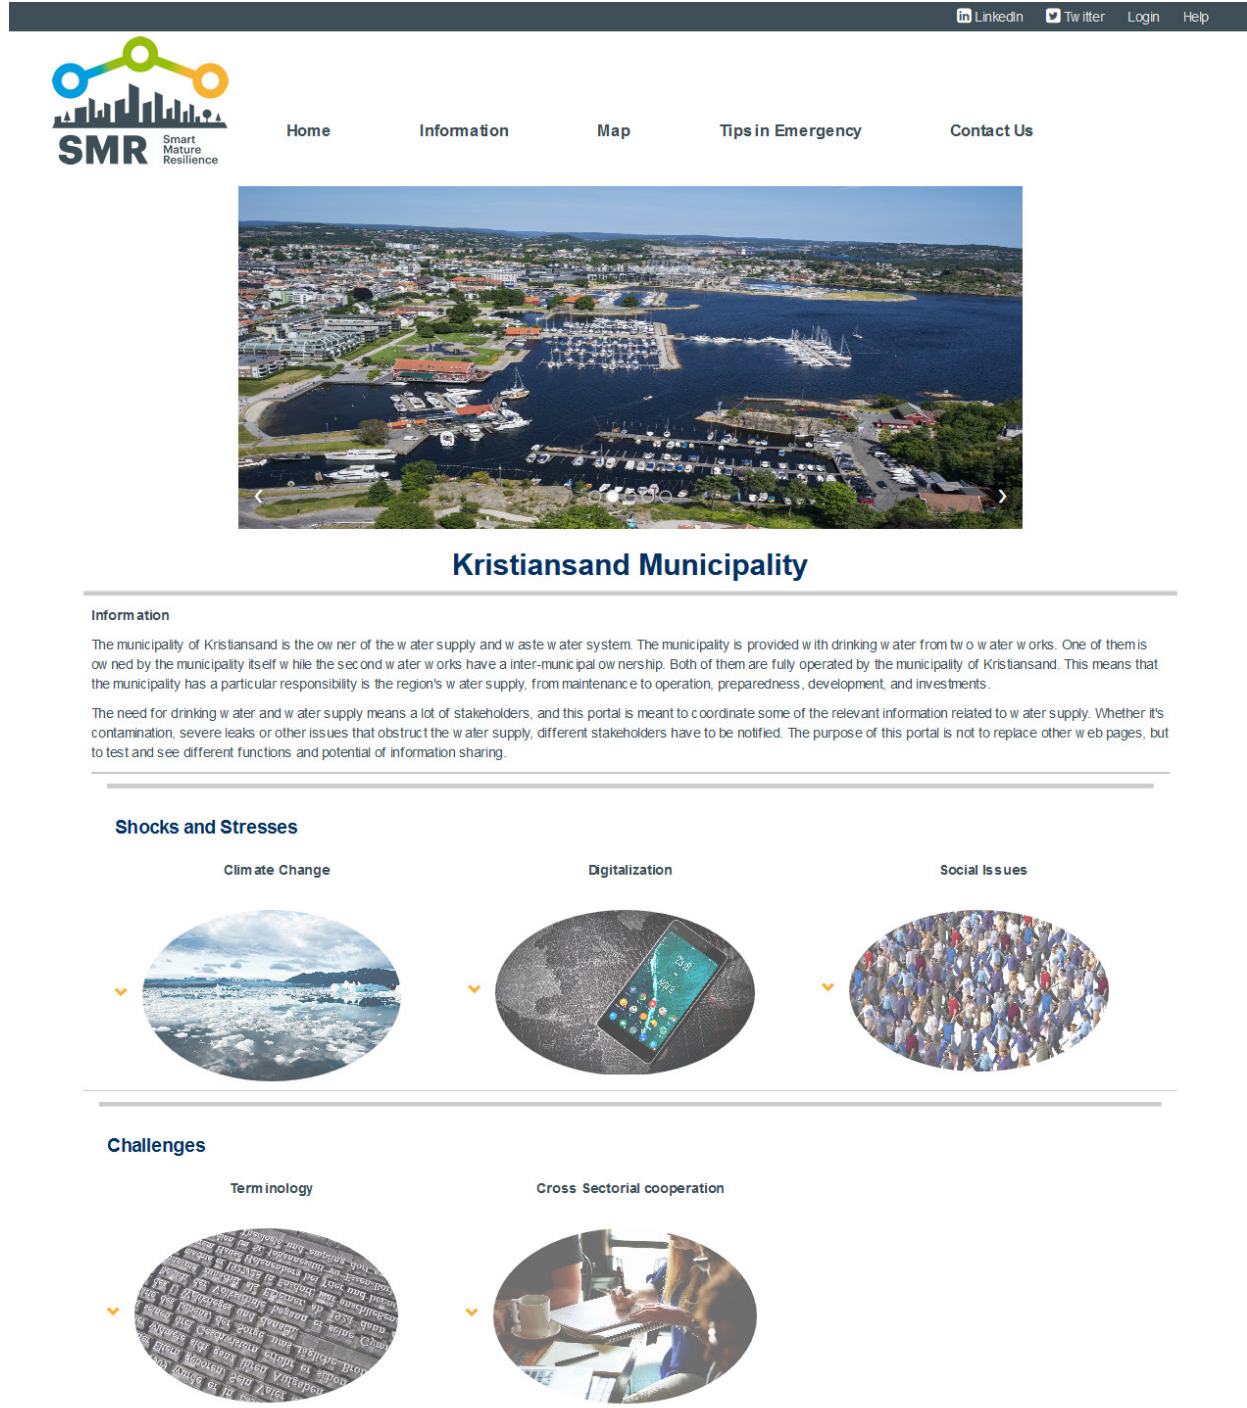 LinkedIn Twitter Login Help
SMR Smart
Mature
Resilience
Home Information Map Tips in Emergency Contact Us
Kristiansand Municipality
Information
The municipality of Kristiansand is the owner of the water supply and waste water system. The municipality is provided with drinking water from two water works. One of them is
owned by the municipality itself while the second water works have a inter-municipal ownership. Both of them are fully operated by the municipality of Kristiansand. This means that
the municipality has a particular responsibility is the region's water supply, from maintenance to operation, preparedness, development, and investments.
The need for drinking water and water supply means a lot of stakeholders, and this portal is meant to coordinate some of the relevant information related to water supply. Whether it's
contamination, severe leaks or other issues that obstruct the water supply, different stakeholders have to be notified. The purpose of this portal is not to replace other web pages, but
to test and see different functions and potential of information sharing.
Shocks and Stresses
Climate Change Digitalization Social Issues
Challenges
Terminology Cross Sectorial cooperation